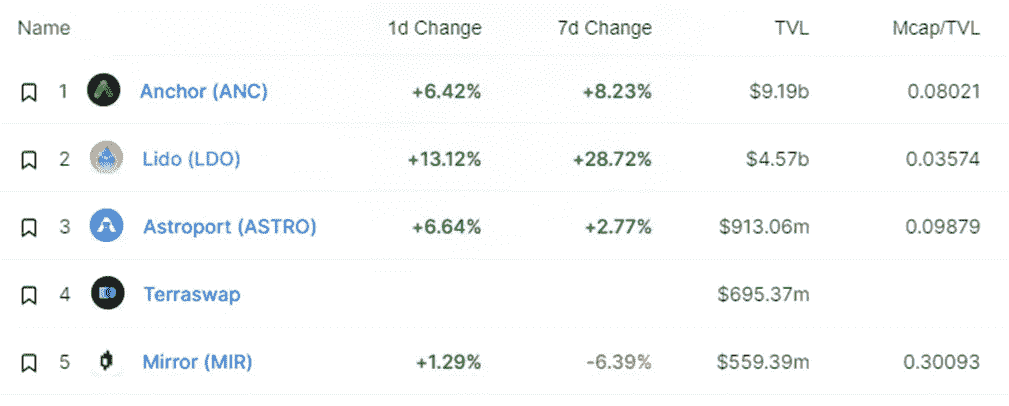 Name 1d Change 7d Change TVL Mcap/TVL
1 Anchor (ANC) +6.42% +8.23% $9.19b 0.08021
2 Lido (LDO) +13.12% +28.72% $4.57b 0.03574
3 Astroport (ASTRO) +6.64% +2.77% $913.06m 0.09879
4 Terraswap $695.37m
5 Mirror (MIR) +1.29% -6.39% $559.39m 0.30093